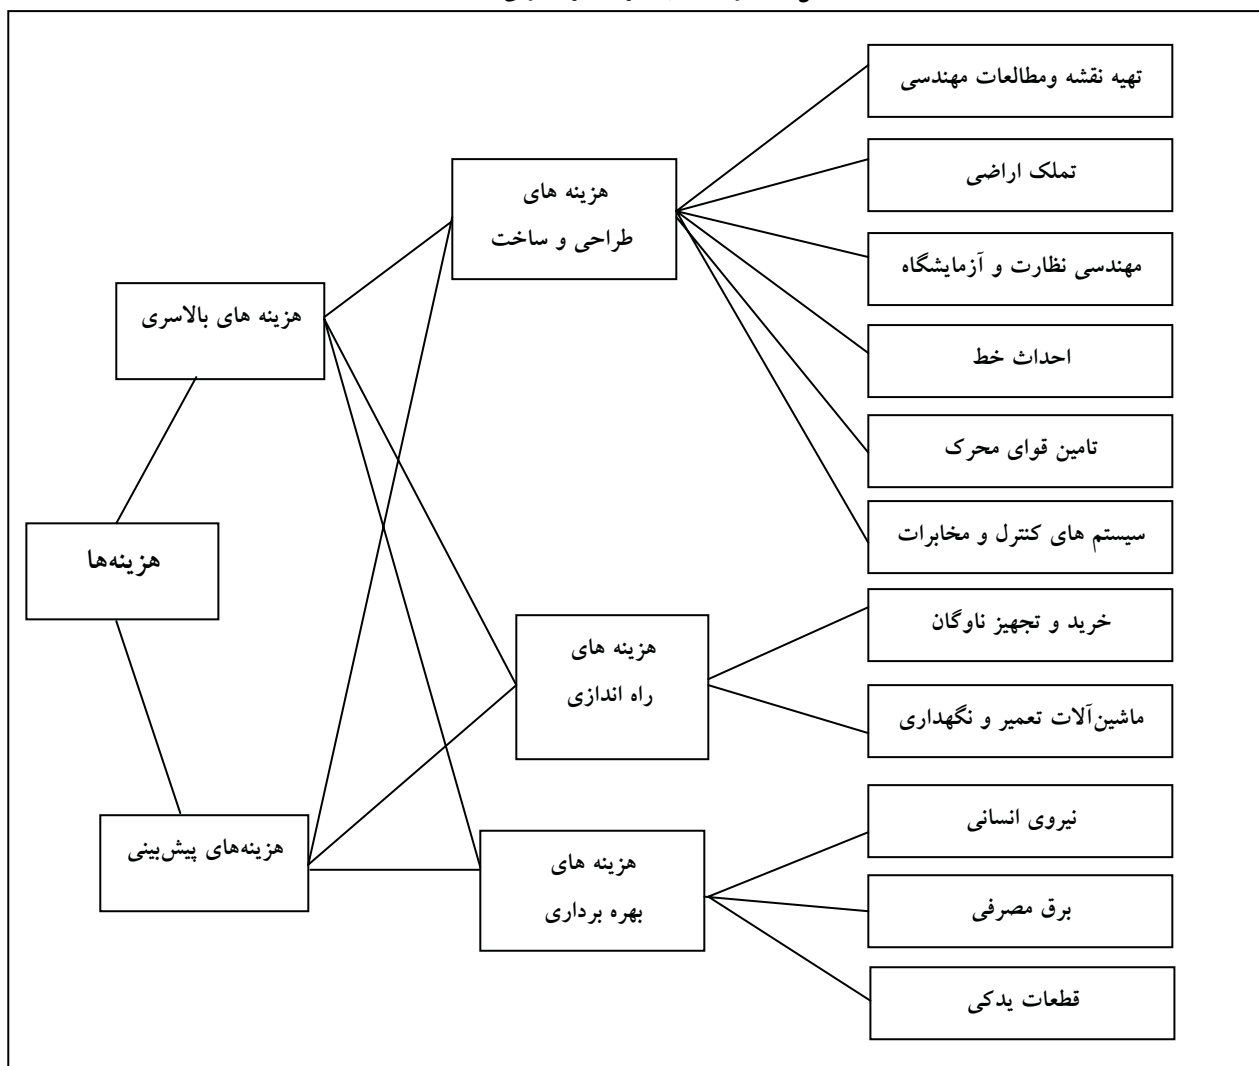 تهیه نقشه ومطالعات مهندسی
تملک اراضی
مهندسی نظارت و آزمایشگاه
احداث خط
تامین قوای محرک
سیستم های کنترل و مخابرات
خرید و تجهیز ناوگان
ماشین‌آلات تعمیر و نگهداری
نیروی انسانی
برق مصرفی
قطعات یدکی
هزینه های
طراحی و ساخت
هزینه های
راه اندازی
هزینه های
بهره برداری
هزینه های بالاسری
هزینه‌های پیش‌بینی
هزینه‌ها